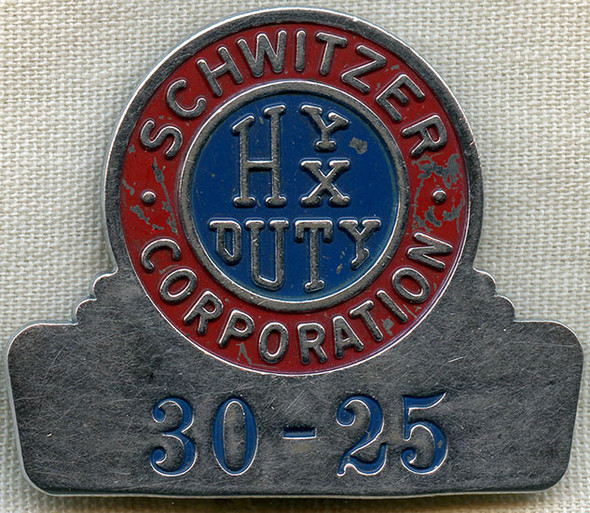 SCHWITZER
HY
X
DUTY
CORPORATION
30-25